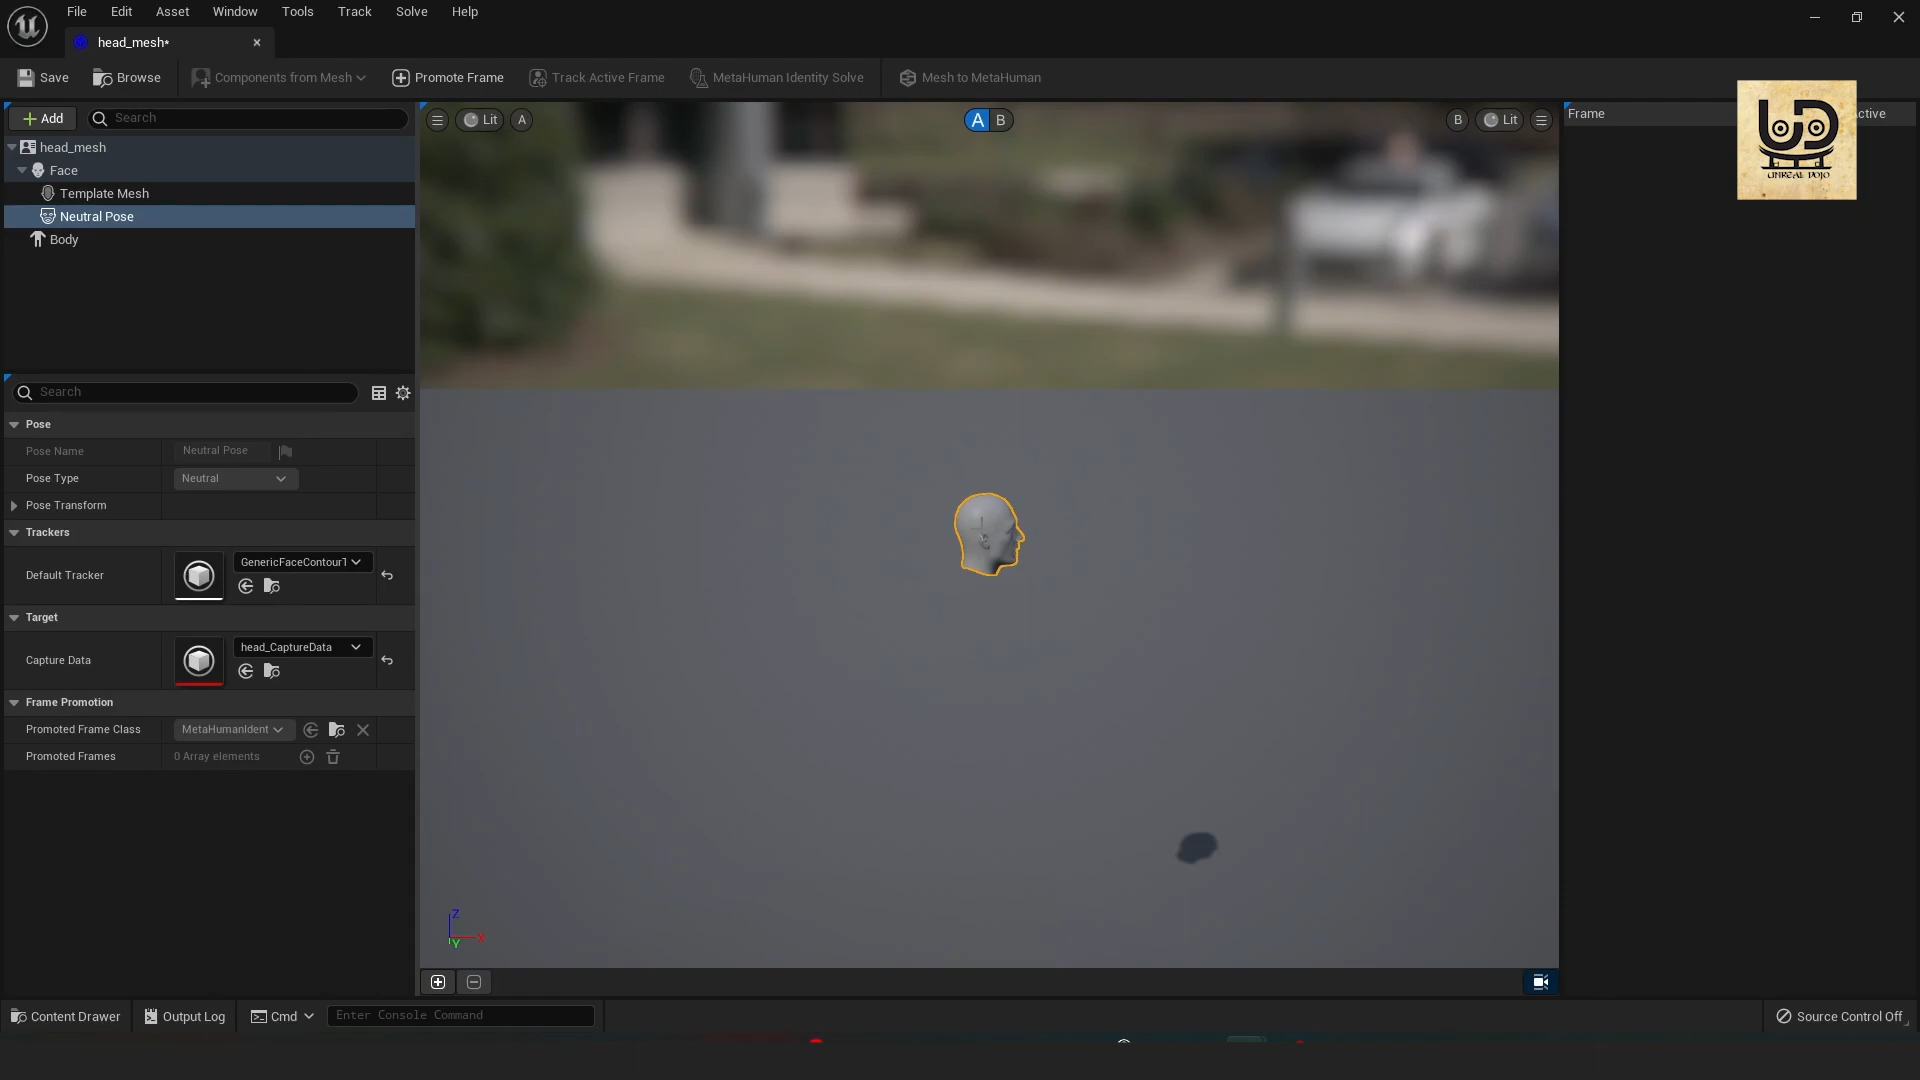 File Edit Asset Window Tools Track Solve Help
head_mesh*
Save Browse Components from Mesh Promote Frame Track Active Frame MetaHuman Identity Solve Mesh to MetaHuman
Add Search
head_mesh
Face
Template Mesh
Neutral Pose
Body
Lit A
A B
B Lit
Frame
ctive
UNREAL DOJO
Search
Pose
Pose Name Neutral Pose
Pose Type Neutral
Pose Transform
Trackers
Default Tracker GenericFaceContourT
Target
Capture Data head_CaptureData
Frame Promotion
Promoted Frame Class MetaHumanIdent
Promoted Frames 0 Array elements
Z
X
Y
Content Drawer Output Log Cmd Enter Console Command Source Control Off